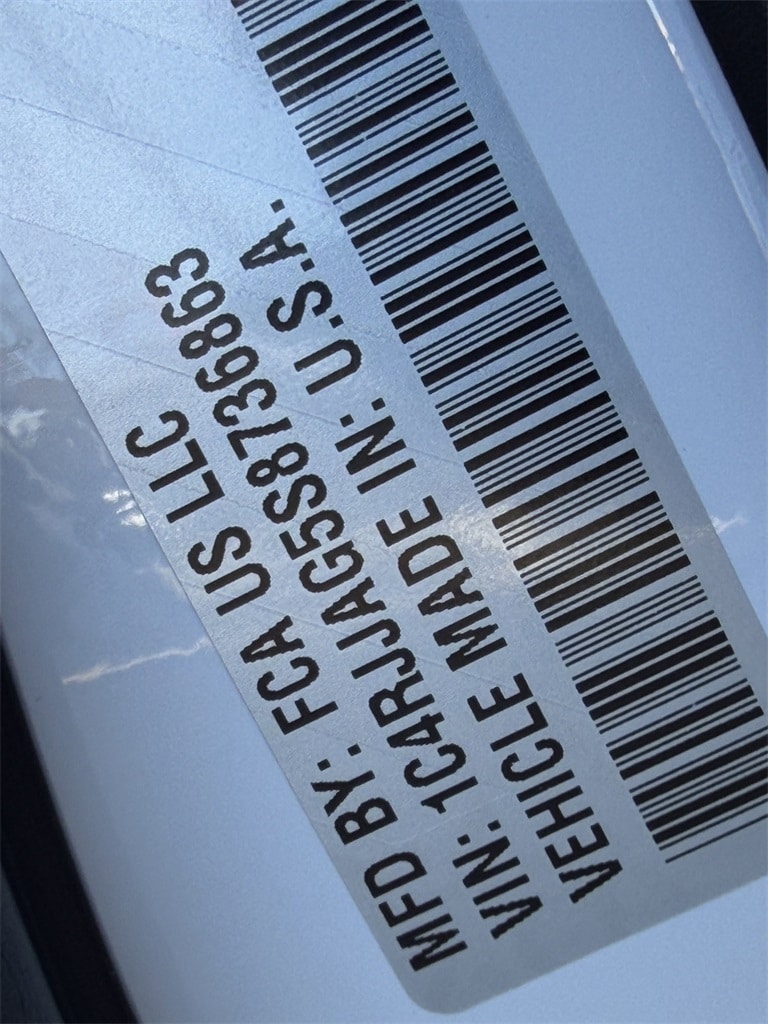 MFD BY: FCA US LLC
VIN: 1C4RJJAG5S8736863
VEHICLE MADE IN: U.S.A.